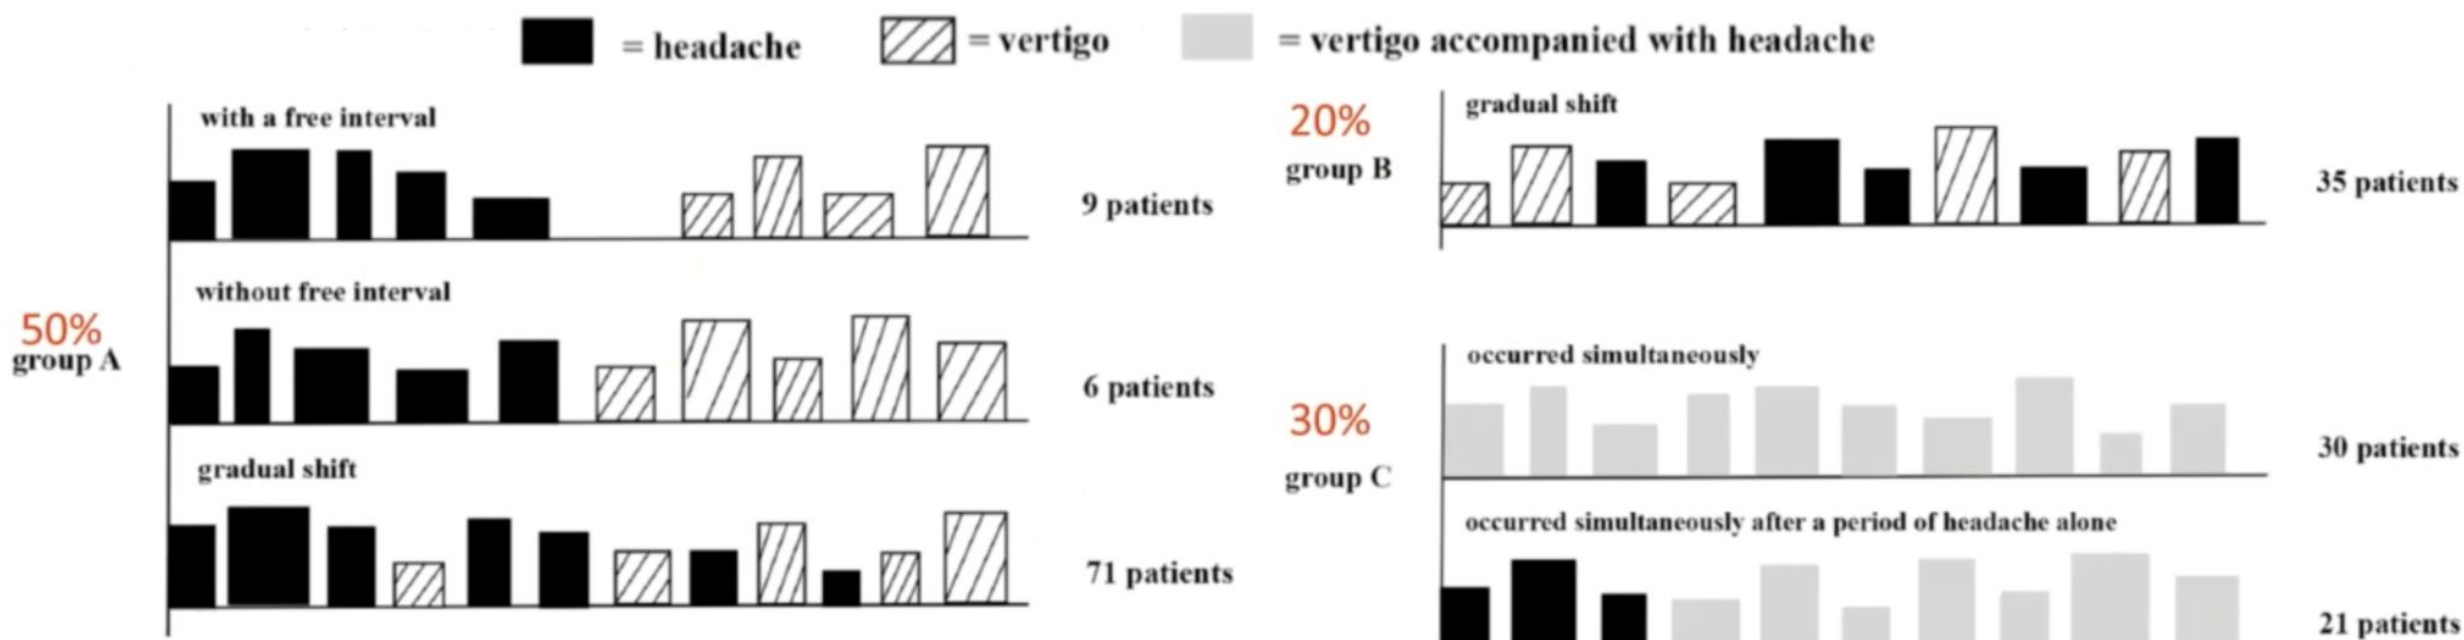 = headache = vertigo = vertigo accompanied with headache
with a free interval
9 patients
50%
group A
without free interval
6 patients
gradual shift
71 patients
20%
group B
gradual shift
35 patients
30%
group C
occurred simultaneously
30 patients
occurred simultaneously after a period of headache alone
21 patients